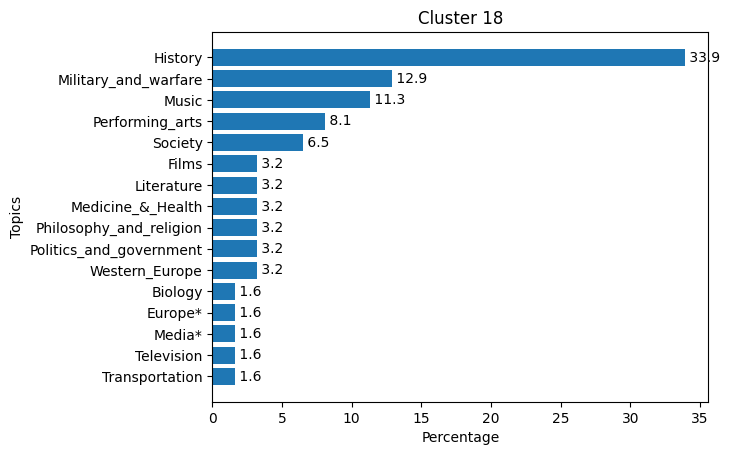 Cluster 18
History 33.9
Military_and_warfare 12.9
Music 11.3
Performing_arts 8.1
Society 6.5
Films 3.2
Literature 3.2
Medicine_&_Health 3.2
Philosophy_and_religion 3.2
Politics_and_government 3.2
Western_Europe 3.2
Biology 1.6
Europe* 1.6
Media* 1.6
Television 1.6
Transportation 1.6
Topics
0 5 10 15 20 25 30 35
Percentage